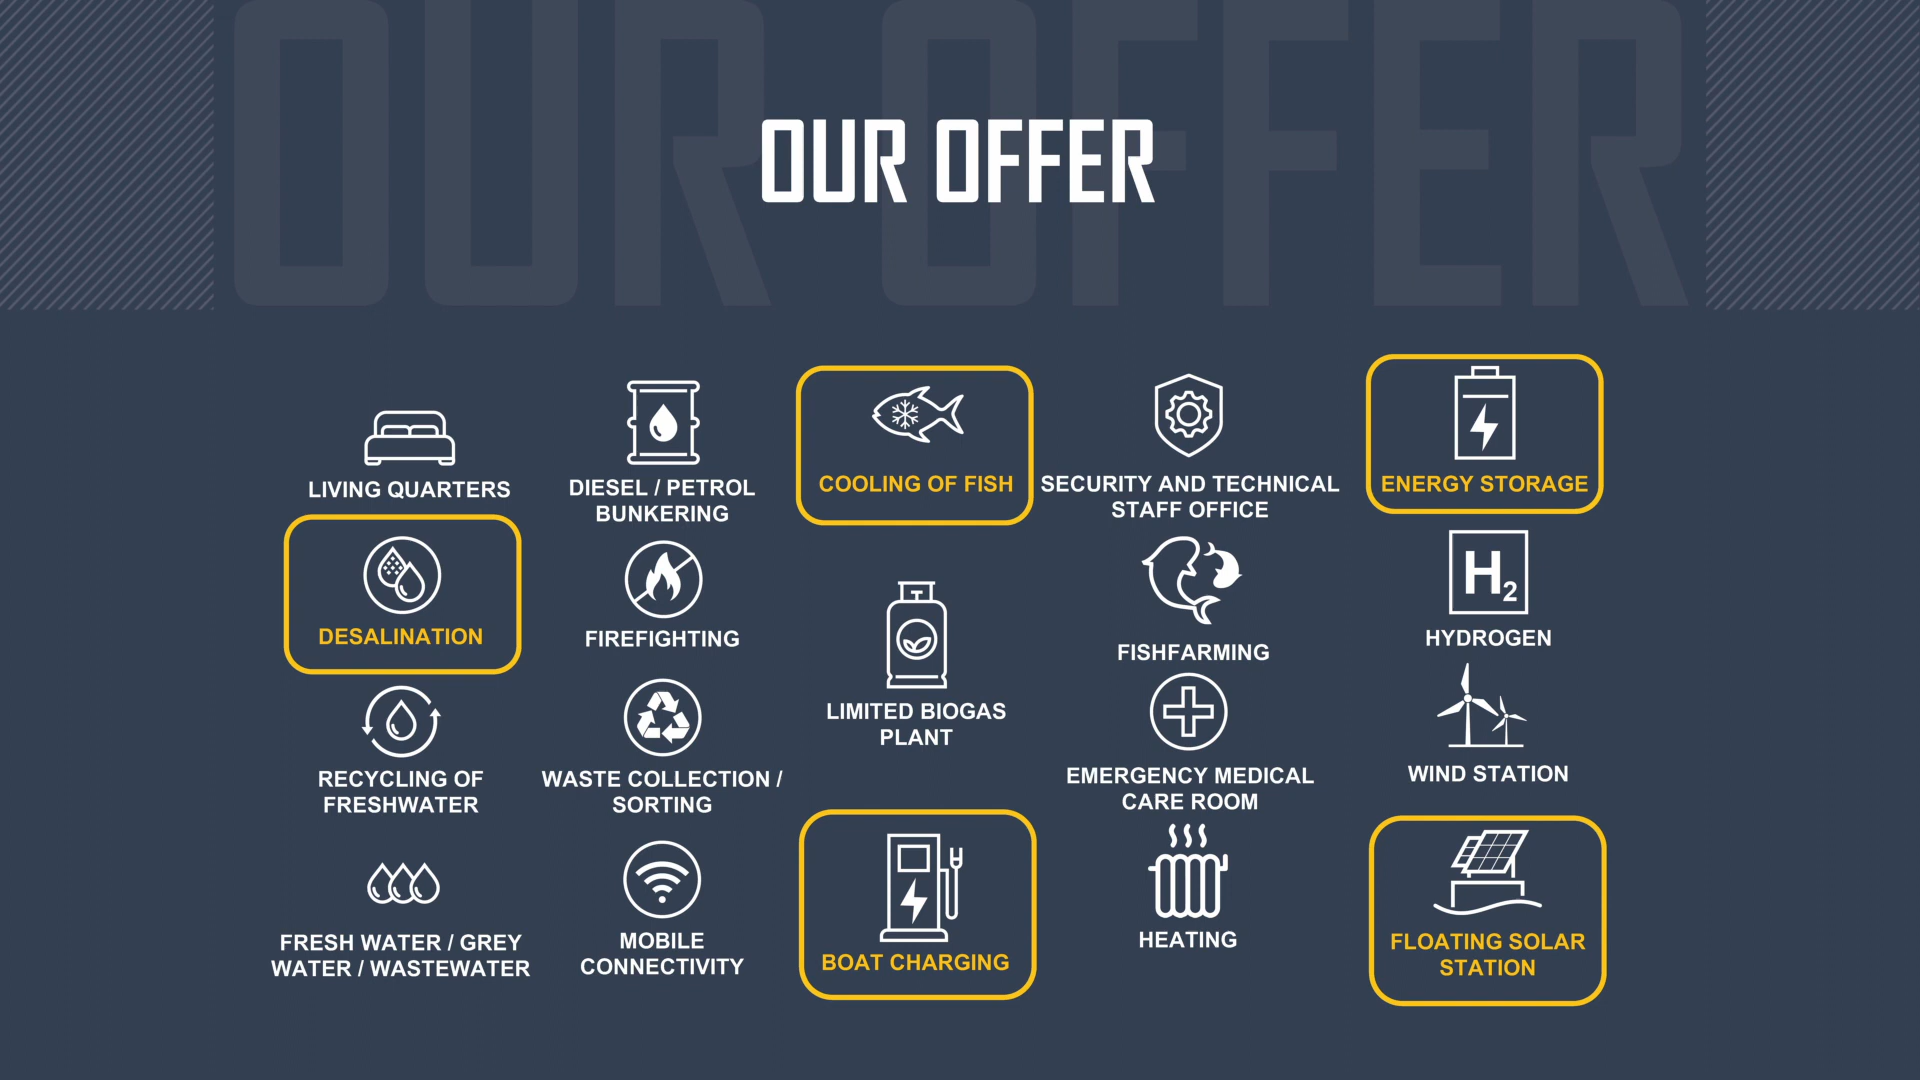 OUR OFFER
OUR OFFER
LIVING QUARTERS
DIESEL / PETROL
BUNKERING
COOLING OF FISH
SECURITY AND TECHNICAL
STAFF OFFICE
ENERGY STORAGE
DESALINATION
FIREFIGHTING
LIMITED BIOGAS
PLANT
FISHFARMING
H2
HYDROGEN
RECYCLING OF
FRESHWATER
WASTE COLLECTION /
SORTING
EMERGENCY MEDICAL
CARE ROOM
WIND STATION
FRESH WATER / GREY
WATER / WASTEWATER
MOBILE
CONNECTIVITY
BOAT CHARGING
HEATING
FLOATING SOLAR
STATION